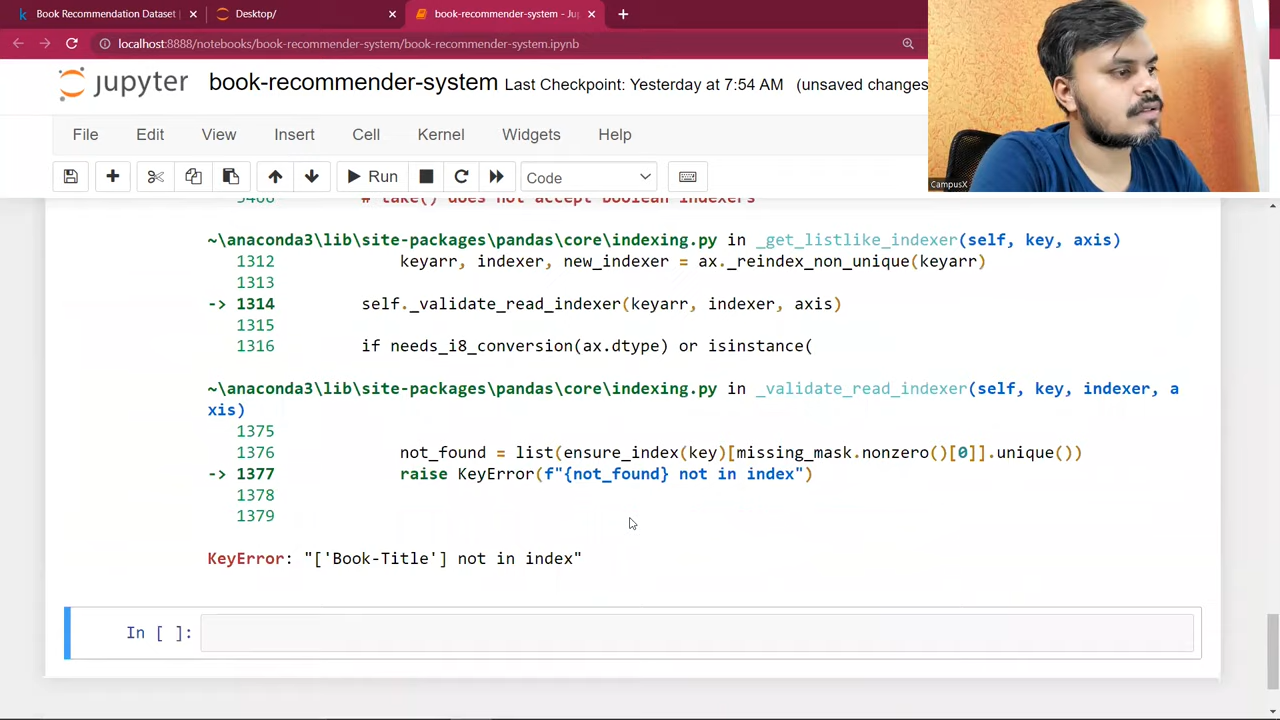 Book Recommendation Dataset
Desktop/
book-recommender-system - Ju
localhost:8888/notebooks/book-recommender-system/book-recommender-system.ipynb
jupyter
book-recommender-system Last Checkpoint: Yesterday at 7:54 AM (unsaved changes
CampusX
File Edit View Insert Cell Kernel Widgets Help
Run
Code
# take() does not accept boolean indexers
~\anaconda3\lib\site-packages\pandas\core\indexing.py in _get_listlike_indexer(self, key, axis)
1312 keyarr, indexer, new_indexer = ax._reindex_non_unique(keyarr)
1313
-> 1314 self._validate_read_indexer(keyarr, indexer, axis)
1315
1316 if needs_i8_conversion(ax.dtype) or isinstance(
~\anaconda3\lib\site-packages\pandas\core\indexing.py in _validate_read_indexer(self, key, indexer, a
xis)
1375
1376 not_found = list(ensure_index(key)[missing_mask.nonzero()[0]].unique())
-> 1377 raise KeyError(f"{not_found} not in index")
1378
1379
KeyError: "['Book-Title'] not in index"
In [ ]: